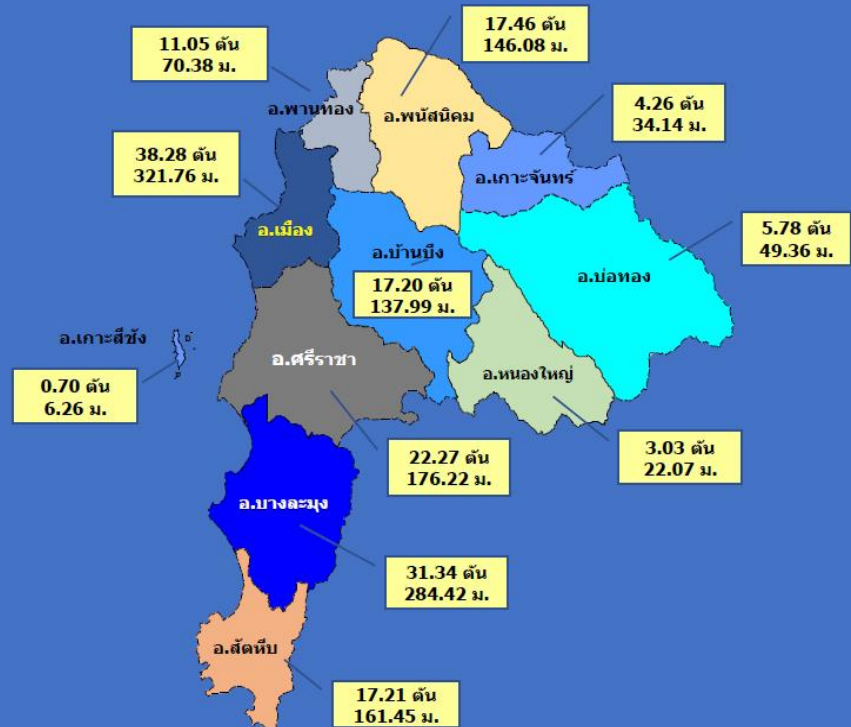 17.46 ตัน
146.08 ม.
11.05 ตัน
70.38 ม.
4.26 ตัน
34.14 ม.
อ.พานทอง
อ.พนัสนิคม
38.28 ตัน
321.76 ม.
อ.เกาะจันทร์
อ.เมือง
อ.บ้านบึง
5.78 ตัน
49.36 ม.
อ.บ่อทอง
17.20 ตัน
137.99 ม.
อ.เกาะสีชัง
อ.ศรีราชา
อ.หนองใหญ่
0.70 ตัน
6.26 ม.
22.27 ตัน
176.22 ม.
3.03 ตัน
22.07 ม.
อ.บางละมุง
31.34 ตัน
284.42 ม.
อ.สัตหีบ
17.21 ตัน
161.45 ม.